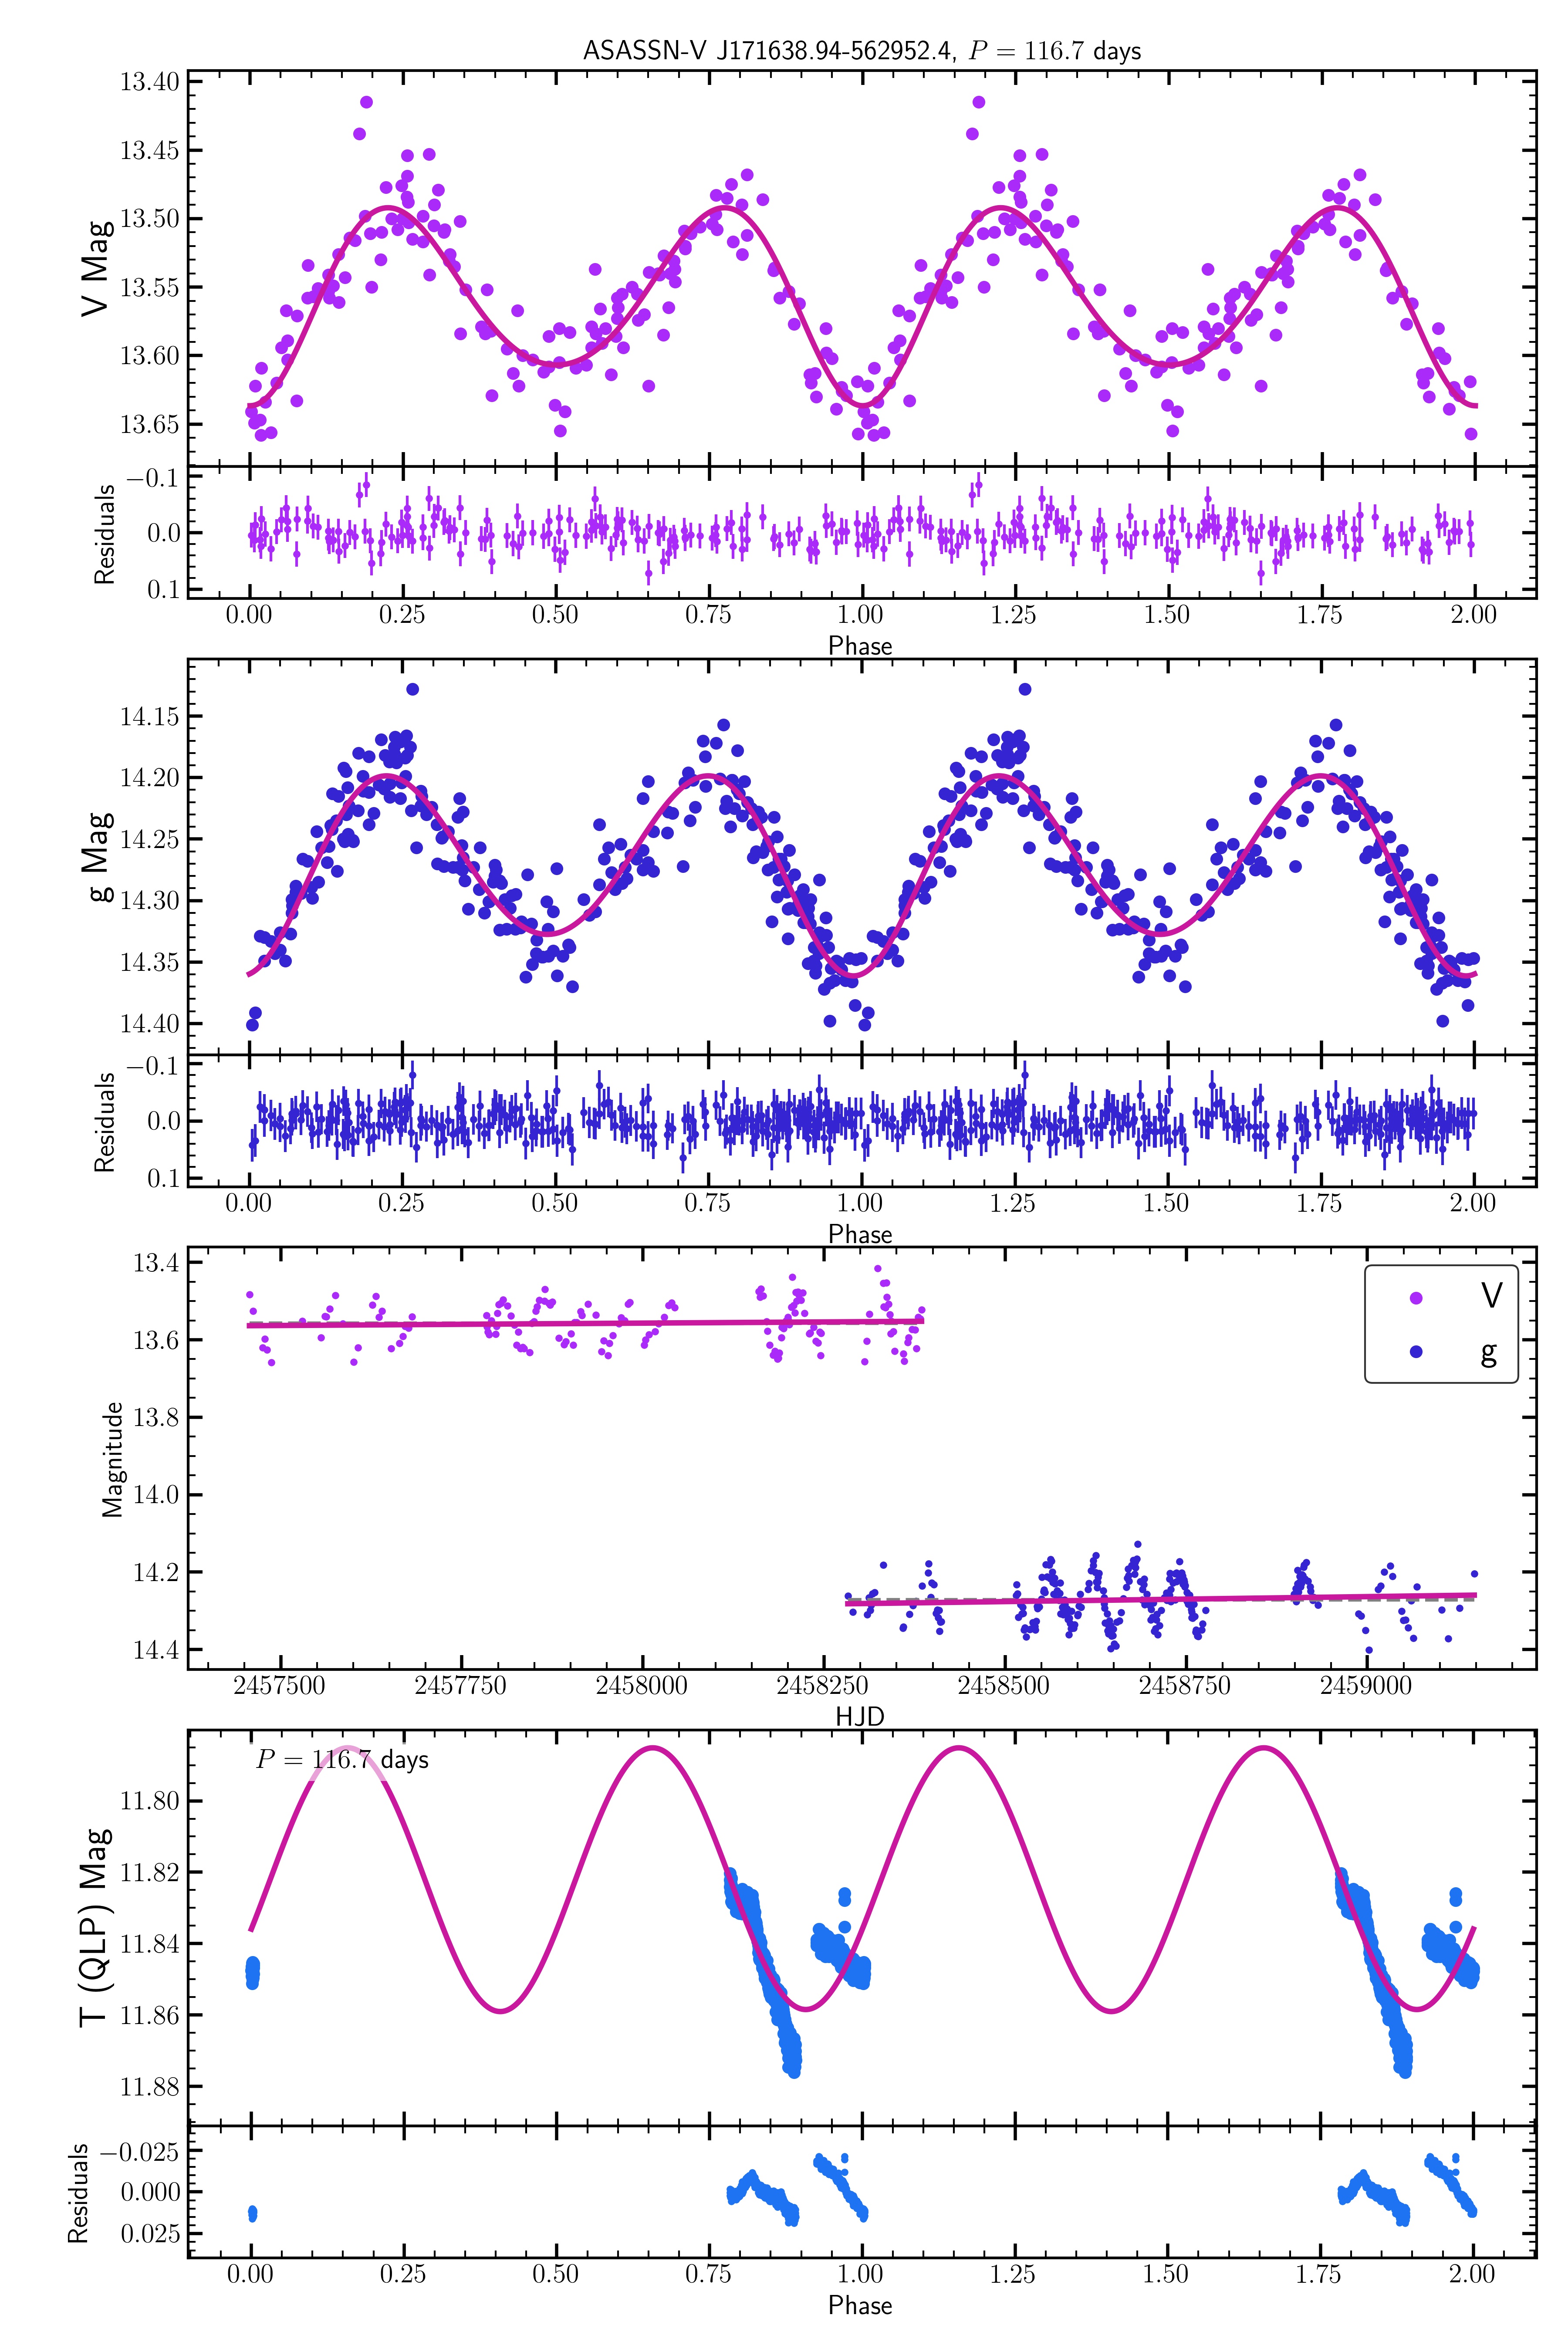 ASASSN-V J171638.94-562952.4, P = 116.7 days
13.40
13.45
13.50
13.55
13.60
13.65
V Mag
−0.1
0.0
0.1
Residuals
0.00 0.25 0.50 0.75 1.00 1.25 1.50 1.75 2.00
Phase
14.15
14.20
14.25
14.30
14.35
14.40
g Mag
−0.1
0.0
0.1
Residuals
0.00 0.25 0.50 0.75 1.00 1.25 1.50 1.75 2.00
Phase
13.4
13.6
13.8
14.0
14.2
14.4
Magnitude
V
g
2457500 2457750 2458000 2458250 2458500 2458750 2459000
HJD
P = 116.7 days
11.80
11.82
11.84
11.86
11.88
T (QLP) Mag
−0.025
0.000
0.025
Residuals
0.00 0.25 0.50 0.75 1.00 1.25 1.50 1.75 2.00
Phase